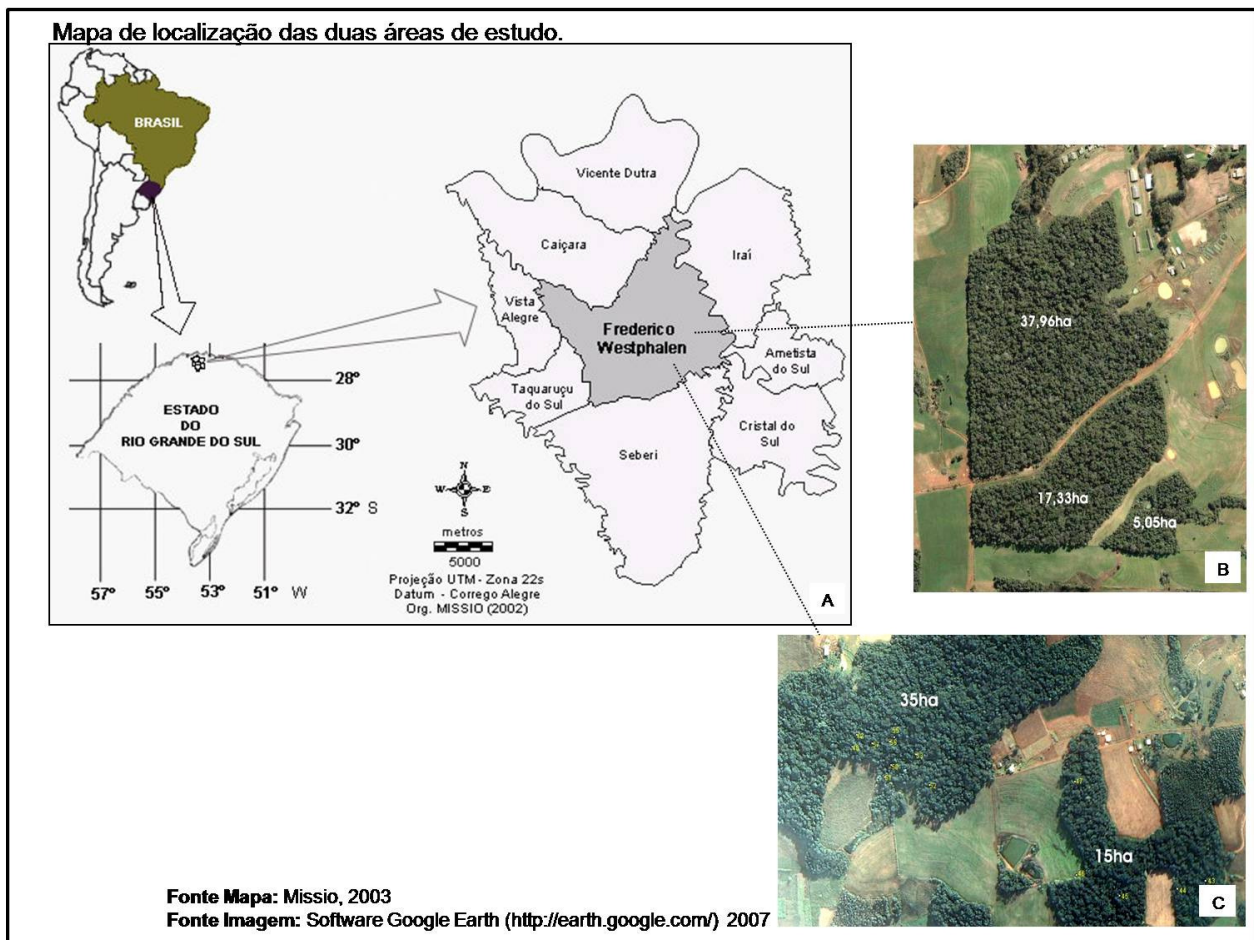 Mapa de localização das duas áreas de estudo.
BRASIL
Vicente Dutra
Caiçara
Iraí
Vista
Alegre
Frederico
Westphalen
Ametista
do Sul
Taquaruçu
do Sul
Cristal do
Sul
Seberi
ESTADO
DO
RIO GRANDE DO SUL
28º
30º
32º S
57º 55º 53º 51º W
N
W E
S
metros
5000
Projeção UTM - Zona 22s
Datum - Corrego Alegre
Org. MISSIO (2002)
A
37,96ha
17,33ha
5,05ha
B
35ha
15ha
C
Fonte Mapa: Missio, 2003
Fonte Imagem: Software Google Earth (http://earth.google.com/) 2007